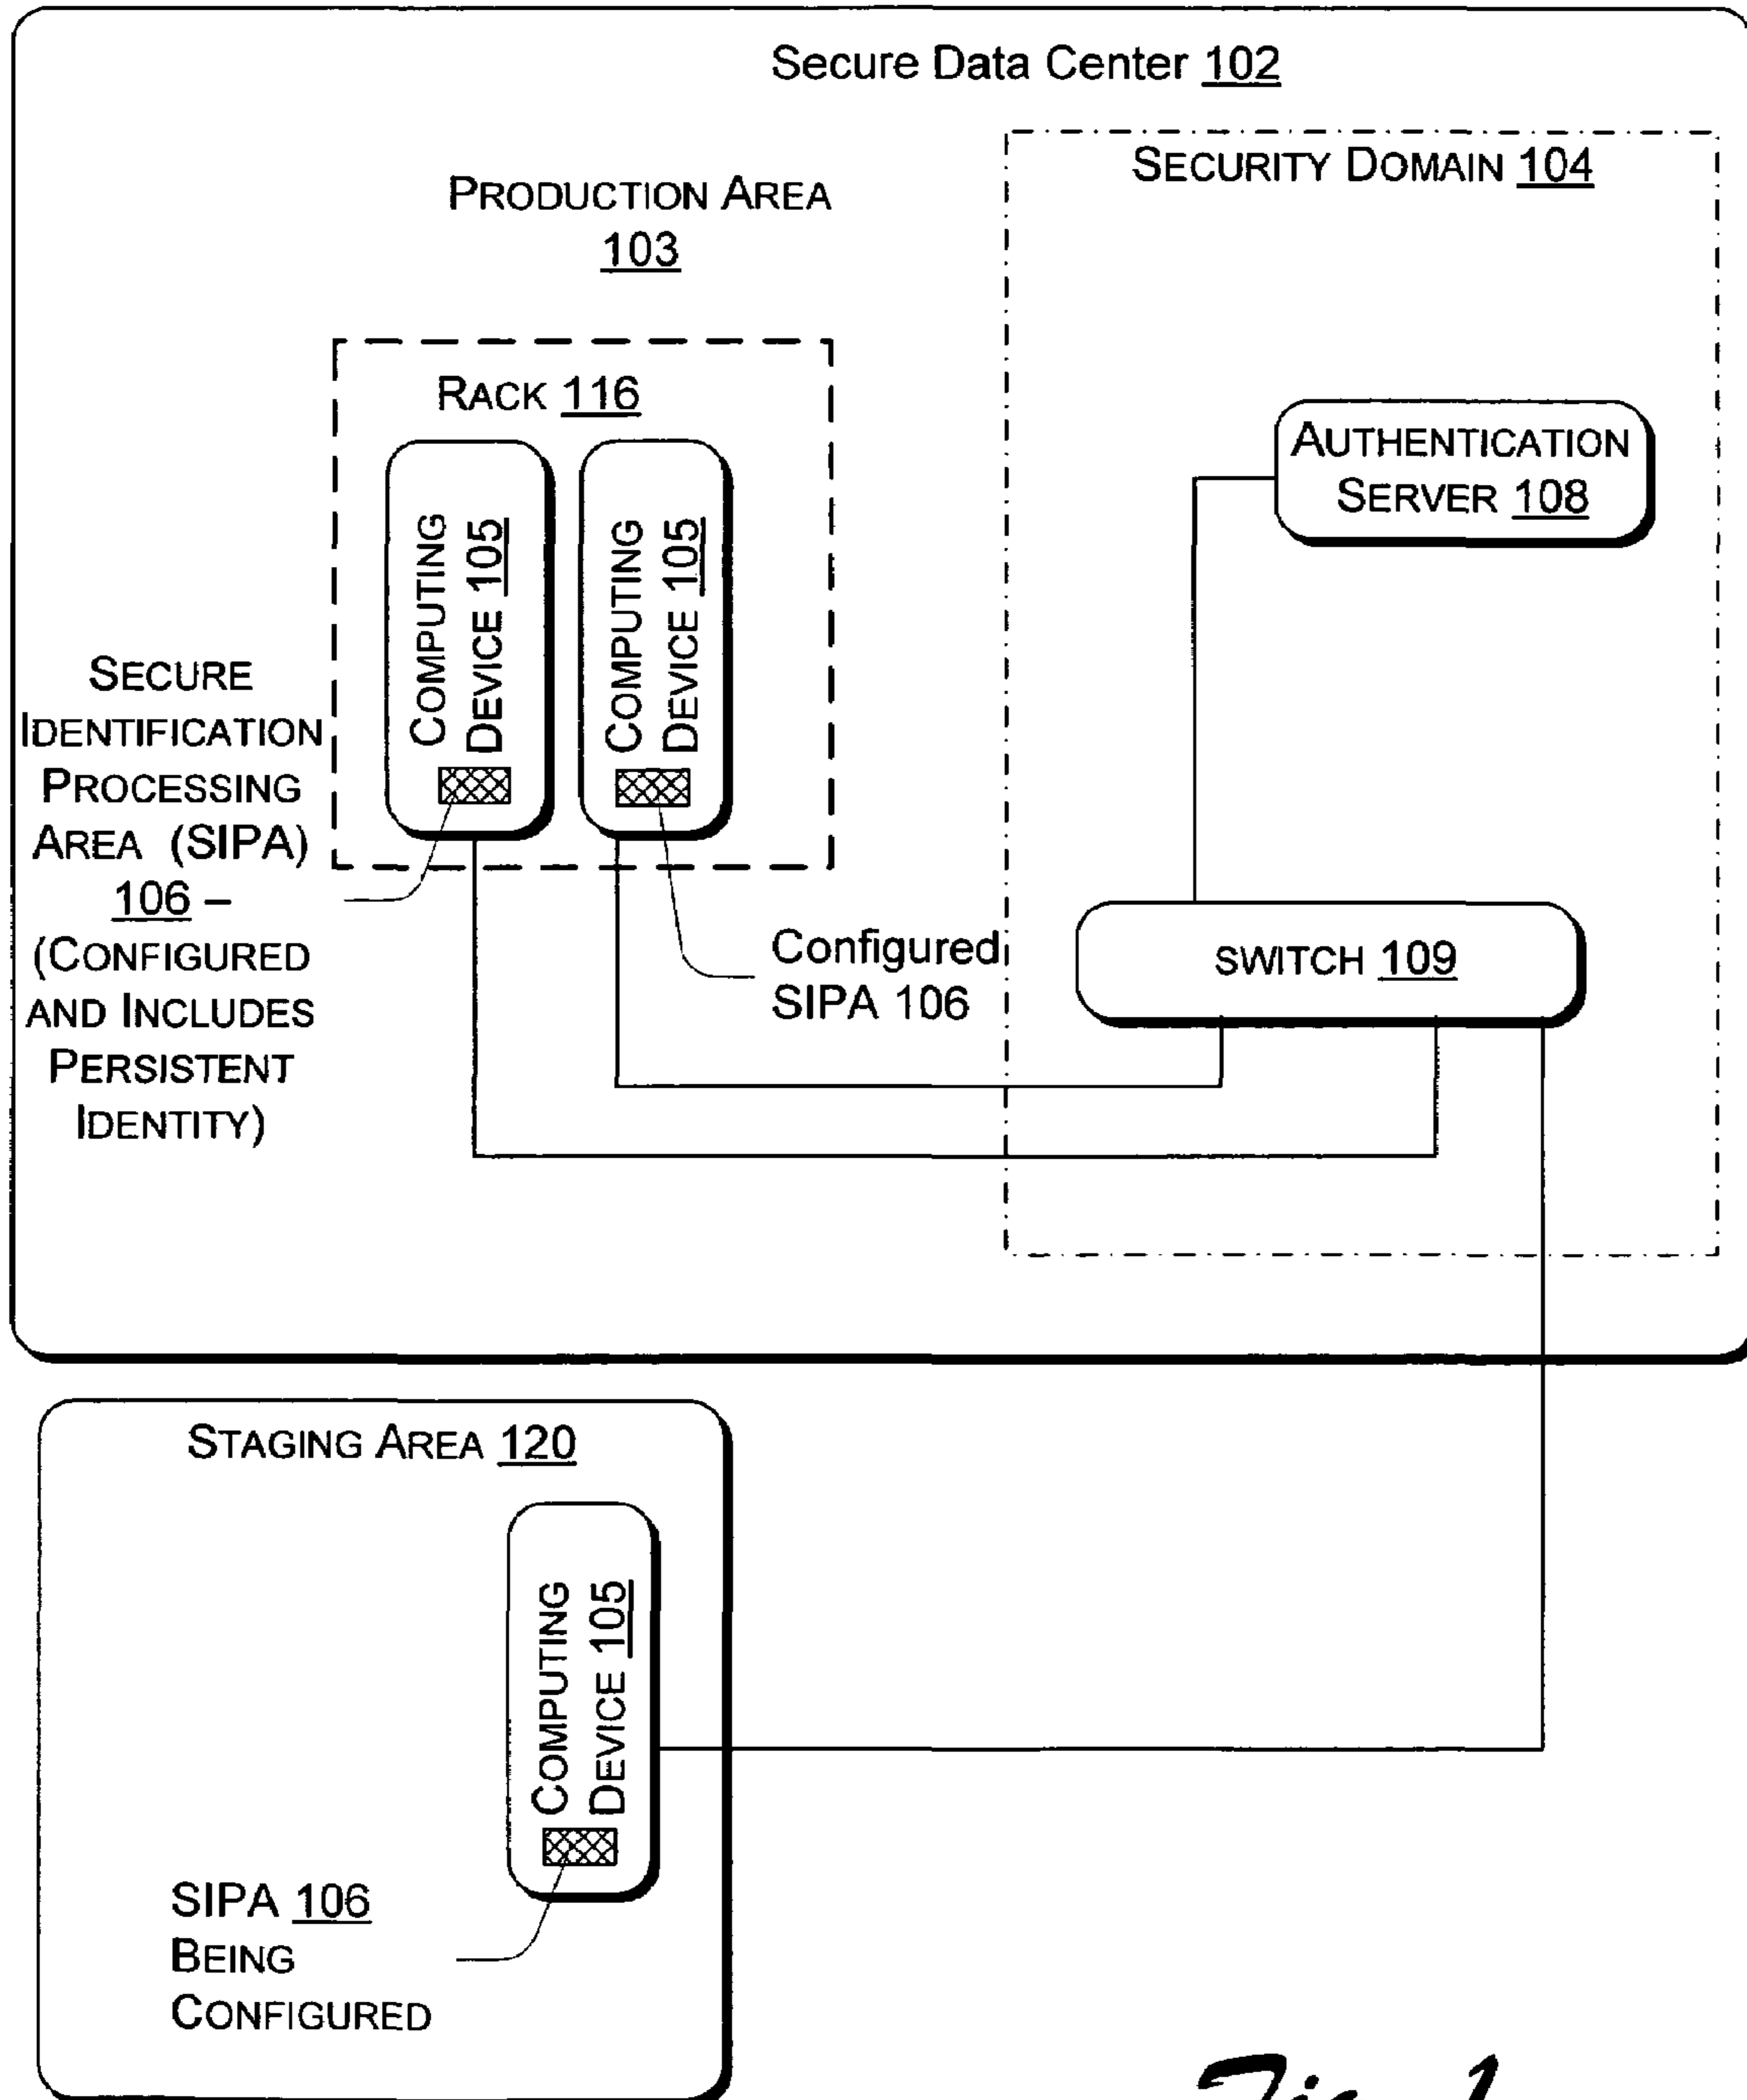 Secure Data Center 102
SECURITY DOMAIN 104
PRODUCTION AREA
103
RACK 116
COMPUTING
DEVICE 105
COMPUTING
DEVICE 105
AUTHENTICATION
SERVER 108
SECURE
IDENTIFICATION
PROCESSING
AREA (SIPA)
106 –
(CONFIGURED
AND INCLUDES
PERSISTENT
IDENTITY)
Configured
SIPA 106
SWITCH 109
STAGING AREA 120
COMPUTING
DEVICE 105
SIPA 106
BEING
CONFIGURED
Fig. 1